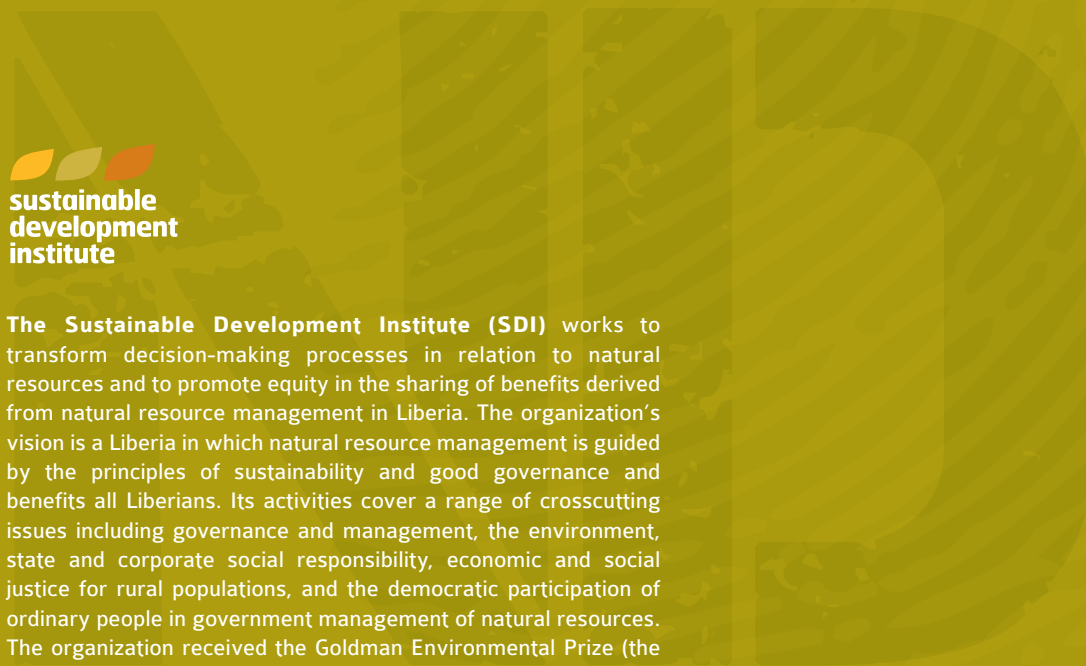 sustainable
development
institute
The Sustainable Development Institute (SDI) works to
transform decision-making processes in relation to natural
resources and to promote equity in the sharing of benefits derived
from natural resource management in Liberia. The organization’s
vision is a Liberia in which natural resource management is guided
by the principles of sustainability and good governance and
benefits all Liberians. Its activities cover a range of crosscutting
issues including governance and management, the environment,
state and corporate social responsibility, economic and social
justice for rural populations, and the democratic participation of
ordinary people in government management of natural resources.
The organization received the Goldman Environmental Prize (the